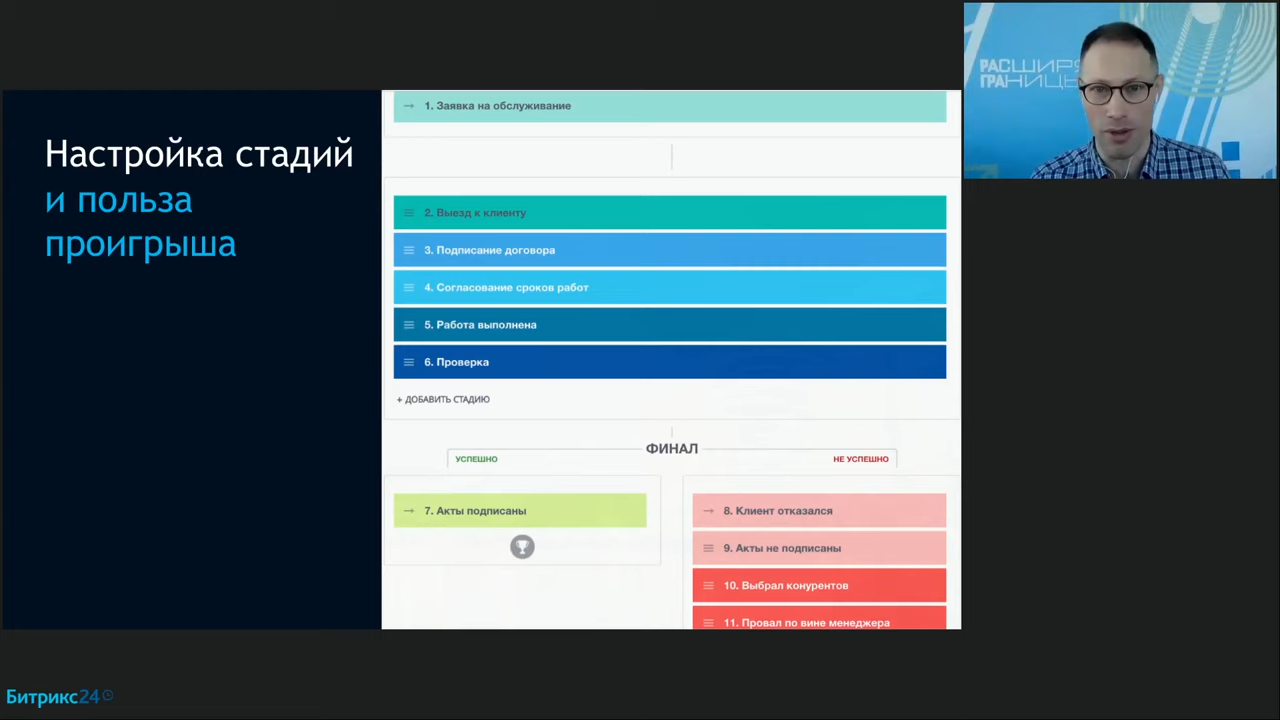 Настройка стадий
и польза
проигрыша
1. Заявка на обслуживание
2. Выезд к клиенту
3. Подписание договора
4. Согласование сроков работ
5. Работа выполнена
6. Проверка
+ ДОБАВИТЬ СТАДИЮ
ФИНАЛ
УСПЕШНО
НЕ УСПЕШНО
7. Акты подписаны
8. Клиент отказался
9. Акты не подписаны
10. Выбрал конурентов
11. Провал по вине менеджера
РАСШИРЯ
ГРАНИЦЫ
Битрикс24